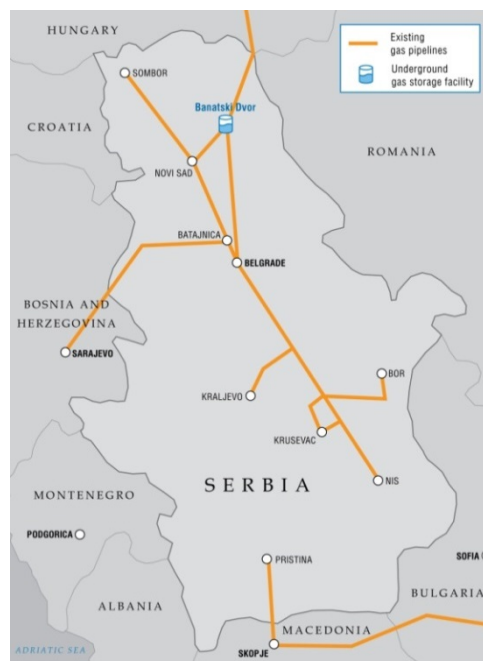 HUNGARY
Existing
gas pipelines
Underground
gas storage facility
SOMBOR
Banatski Dvor
CROATIA
ROMANIA
NOVI SAD
BATAJNICA
BELGRADE
BOSNIA AND
HERZEGOVINA
SARAJEVO
BOR
KRALJEVO
KRUSEVAC
SERBIA
NIS
MONTENEGRO
PODGORICA
PRISTINA
SOFIA
BULGARIA
ALBANIA
MACEDONIA
ADRIATIC SEA
SKOPJE